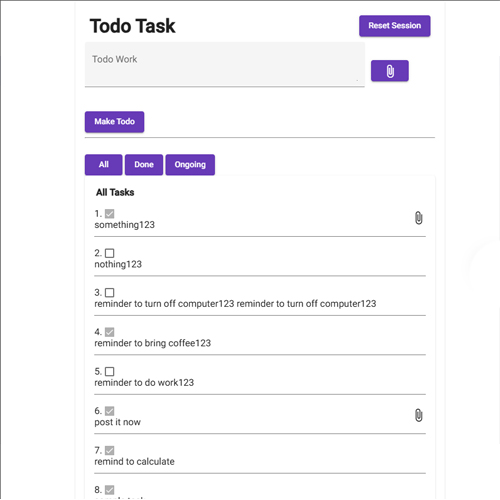 Todo Task
Reset Session
Todo Work
Make Todo
All
Done
Ongoing
All Tasks
1.
something123
2.
nothing123
3.
reminder to turn off computer123 reminder to turn off computer123
4.
reminder to bring coffee123
5.
reminder to do work123
6.
post it now
7.
remind to calculate
8.